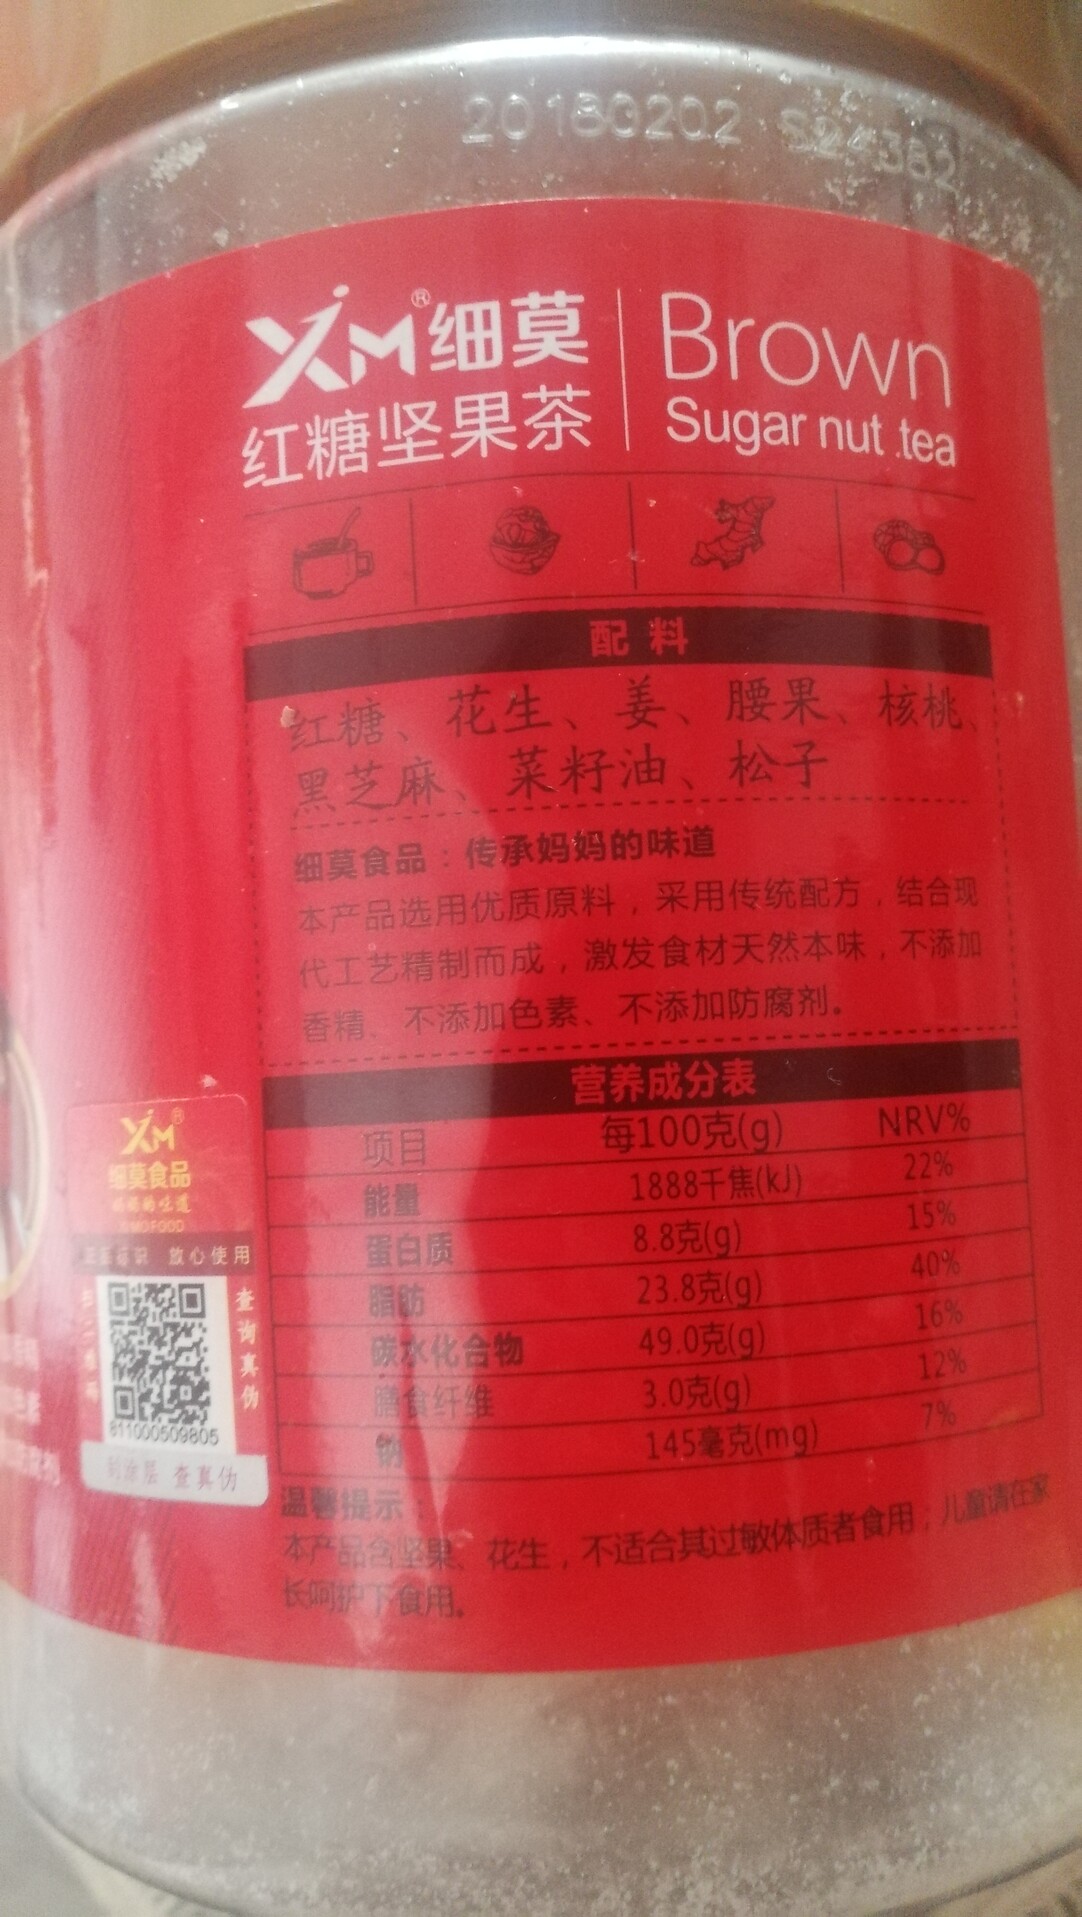 20180202 S24382
XM®细莫
红糖坚果茶
Brown
Sugar nut .tea
配料
红糖、花生、姜、腰果、核桃、
黑芝麻、菜籽油、松子
细莫食品：传承妈妈的味道
本产品选用优质原料，采用传统配方，结合现
代工艺精制而成，激发食材天然本味，不添加
香精、不添加色素、不添加防腐剂。
营养成分表
项目 每100克(g) NRV%
能量 1888千焦(kJ) 22%
蛋白质 8.8克(g) 15%
脂肪 23.8克(g) 40%
碳水化合物 49.0克(g) 16%
膳食纤维 3.0克(g) 12%
钠 145毫克(mg) 7%
温馨提示：
本产品含坚果、花生，不适合其过敏体质者食用；儿童请在家
长呵护下食用。
XM®
细莫食品
妈妈的味道
放心使用
查询真伪
811000509805
刮涂层 查真伪